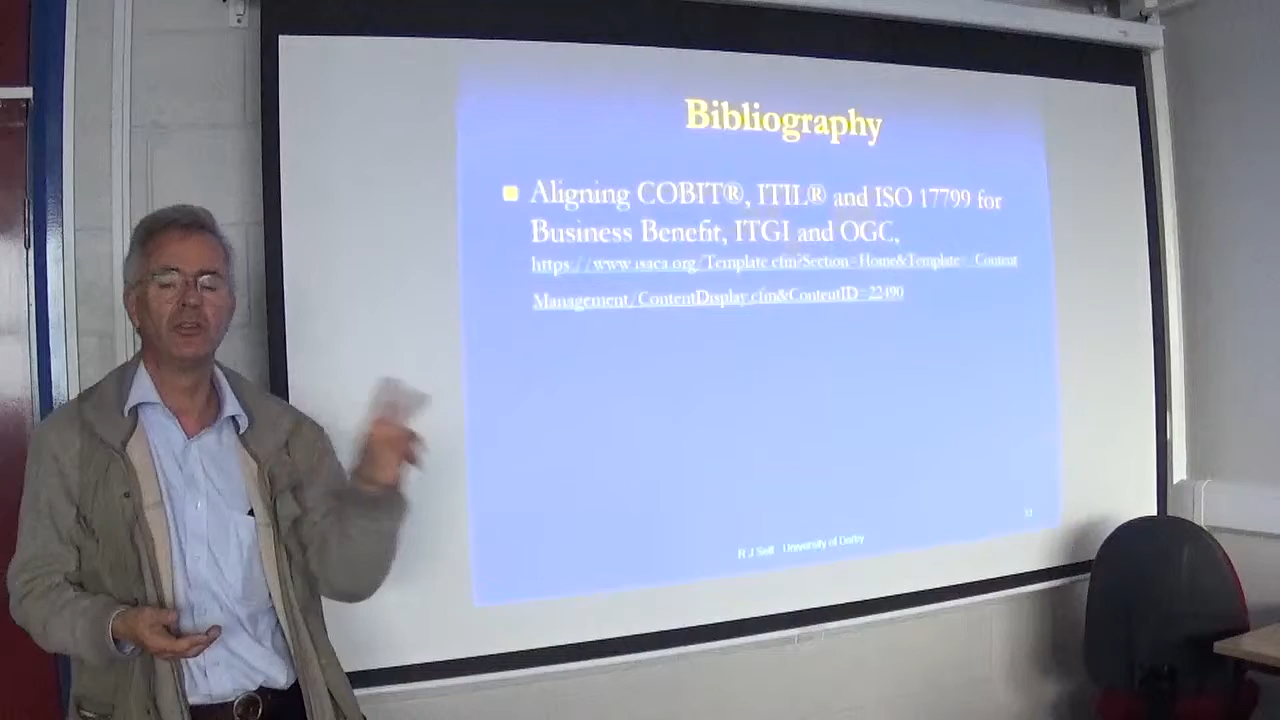 Bibliography
Aligning COBIT®, ITIL® and ISO 17799 for
Business Benefit, ITGI and OGC,
https://www.isaca.org/Template.cfm?Section=Home&Template=/Content
Management/ContentDisplay.cfm&ContentID=22490
R J Self University of Derby